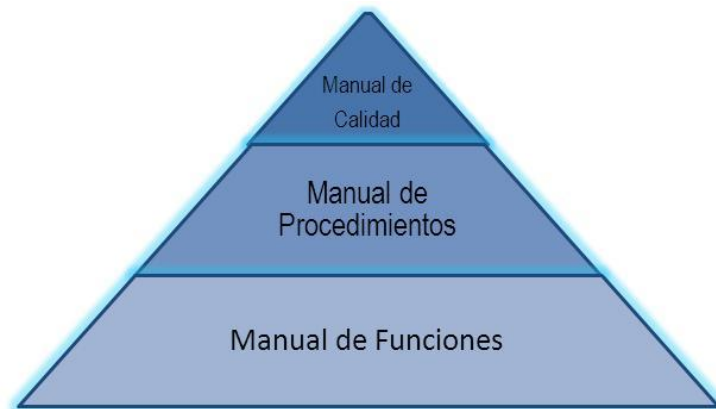 Manual de
Calidad
Manual de
Procedimientos
Manual de Funciones